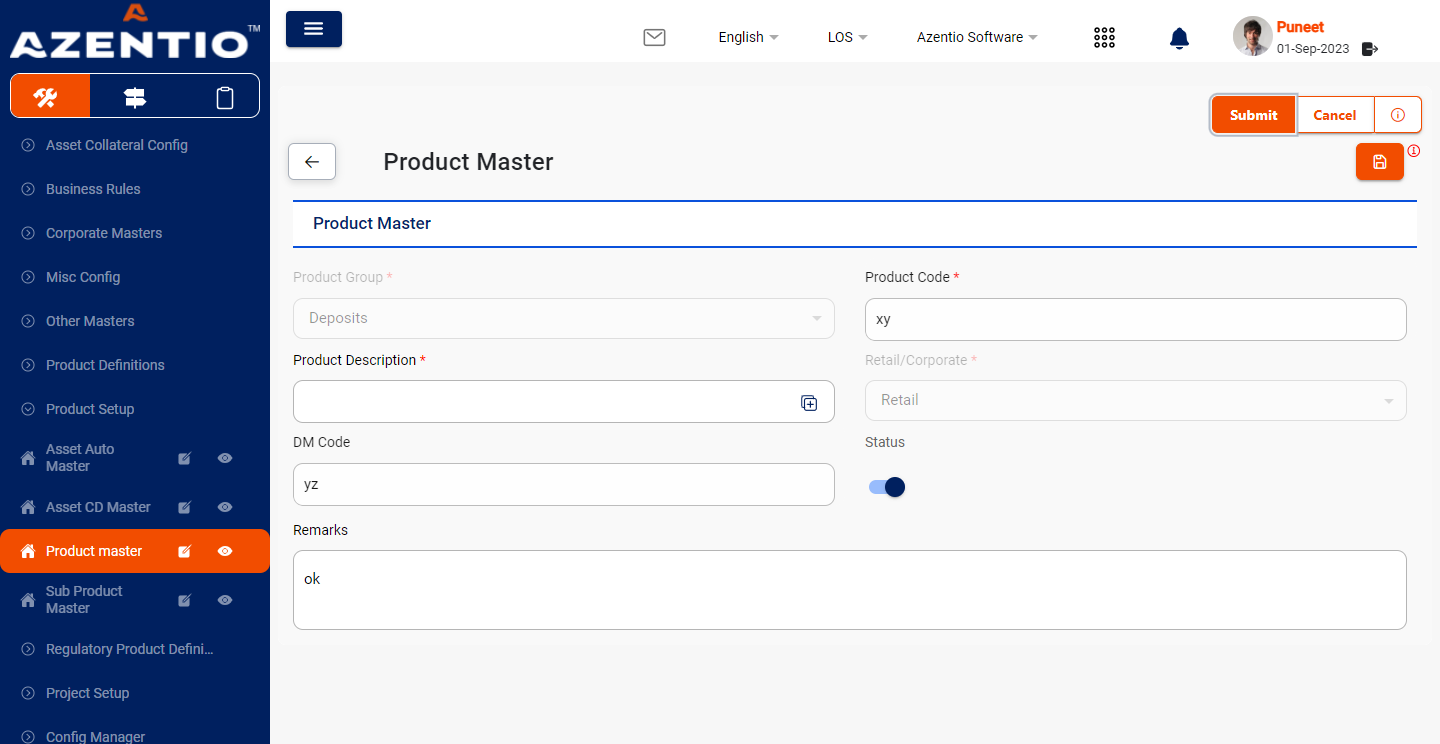 AZENTIO™
English
LOS
Azentio Software
Puneet
01-Sep-2023
Submit
Cancel
Product Master
Product Master
Product Group *
Deposits
Product Code *
xy
Product Description *
Retail/Corporate *
Retail
DM Code
yz
Status
Remarks
ok
Asset Collateral Config
Business Rules
Corporate Masters
Misc Config
Other Masters
Product Definitions
Product Setup
Asset Auto
Master
Asset CD Master
Product master
Sub Product
Master
Regulatory Product Defini...
Project Setup
Config Manager